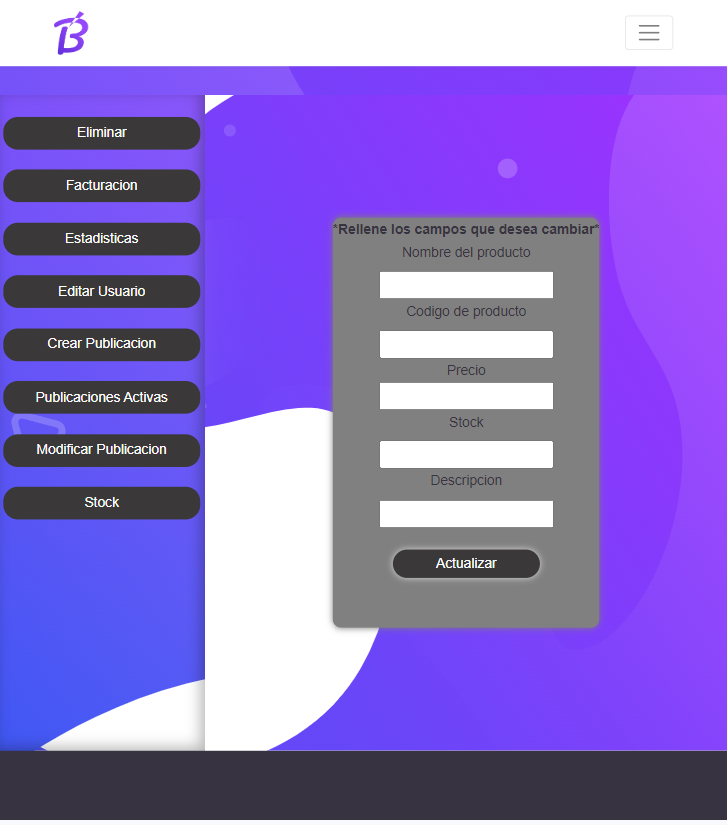 B
Eliminar
Facturacion
Estadisticas
Editar Usuario
Crear Publicacion
Publicaciones Activas
Modificar Publicacion
Stock
*Rellene los campos que desea cambiar*
Nombre del producto
Codigo de producto
Precio
Stock
Descripcion
Actualizar